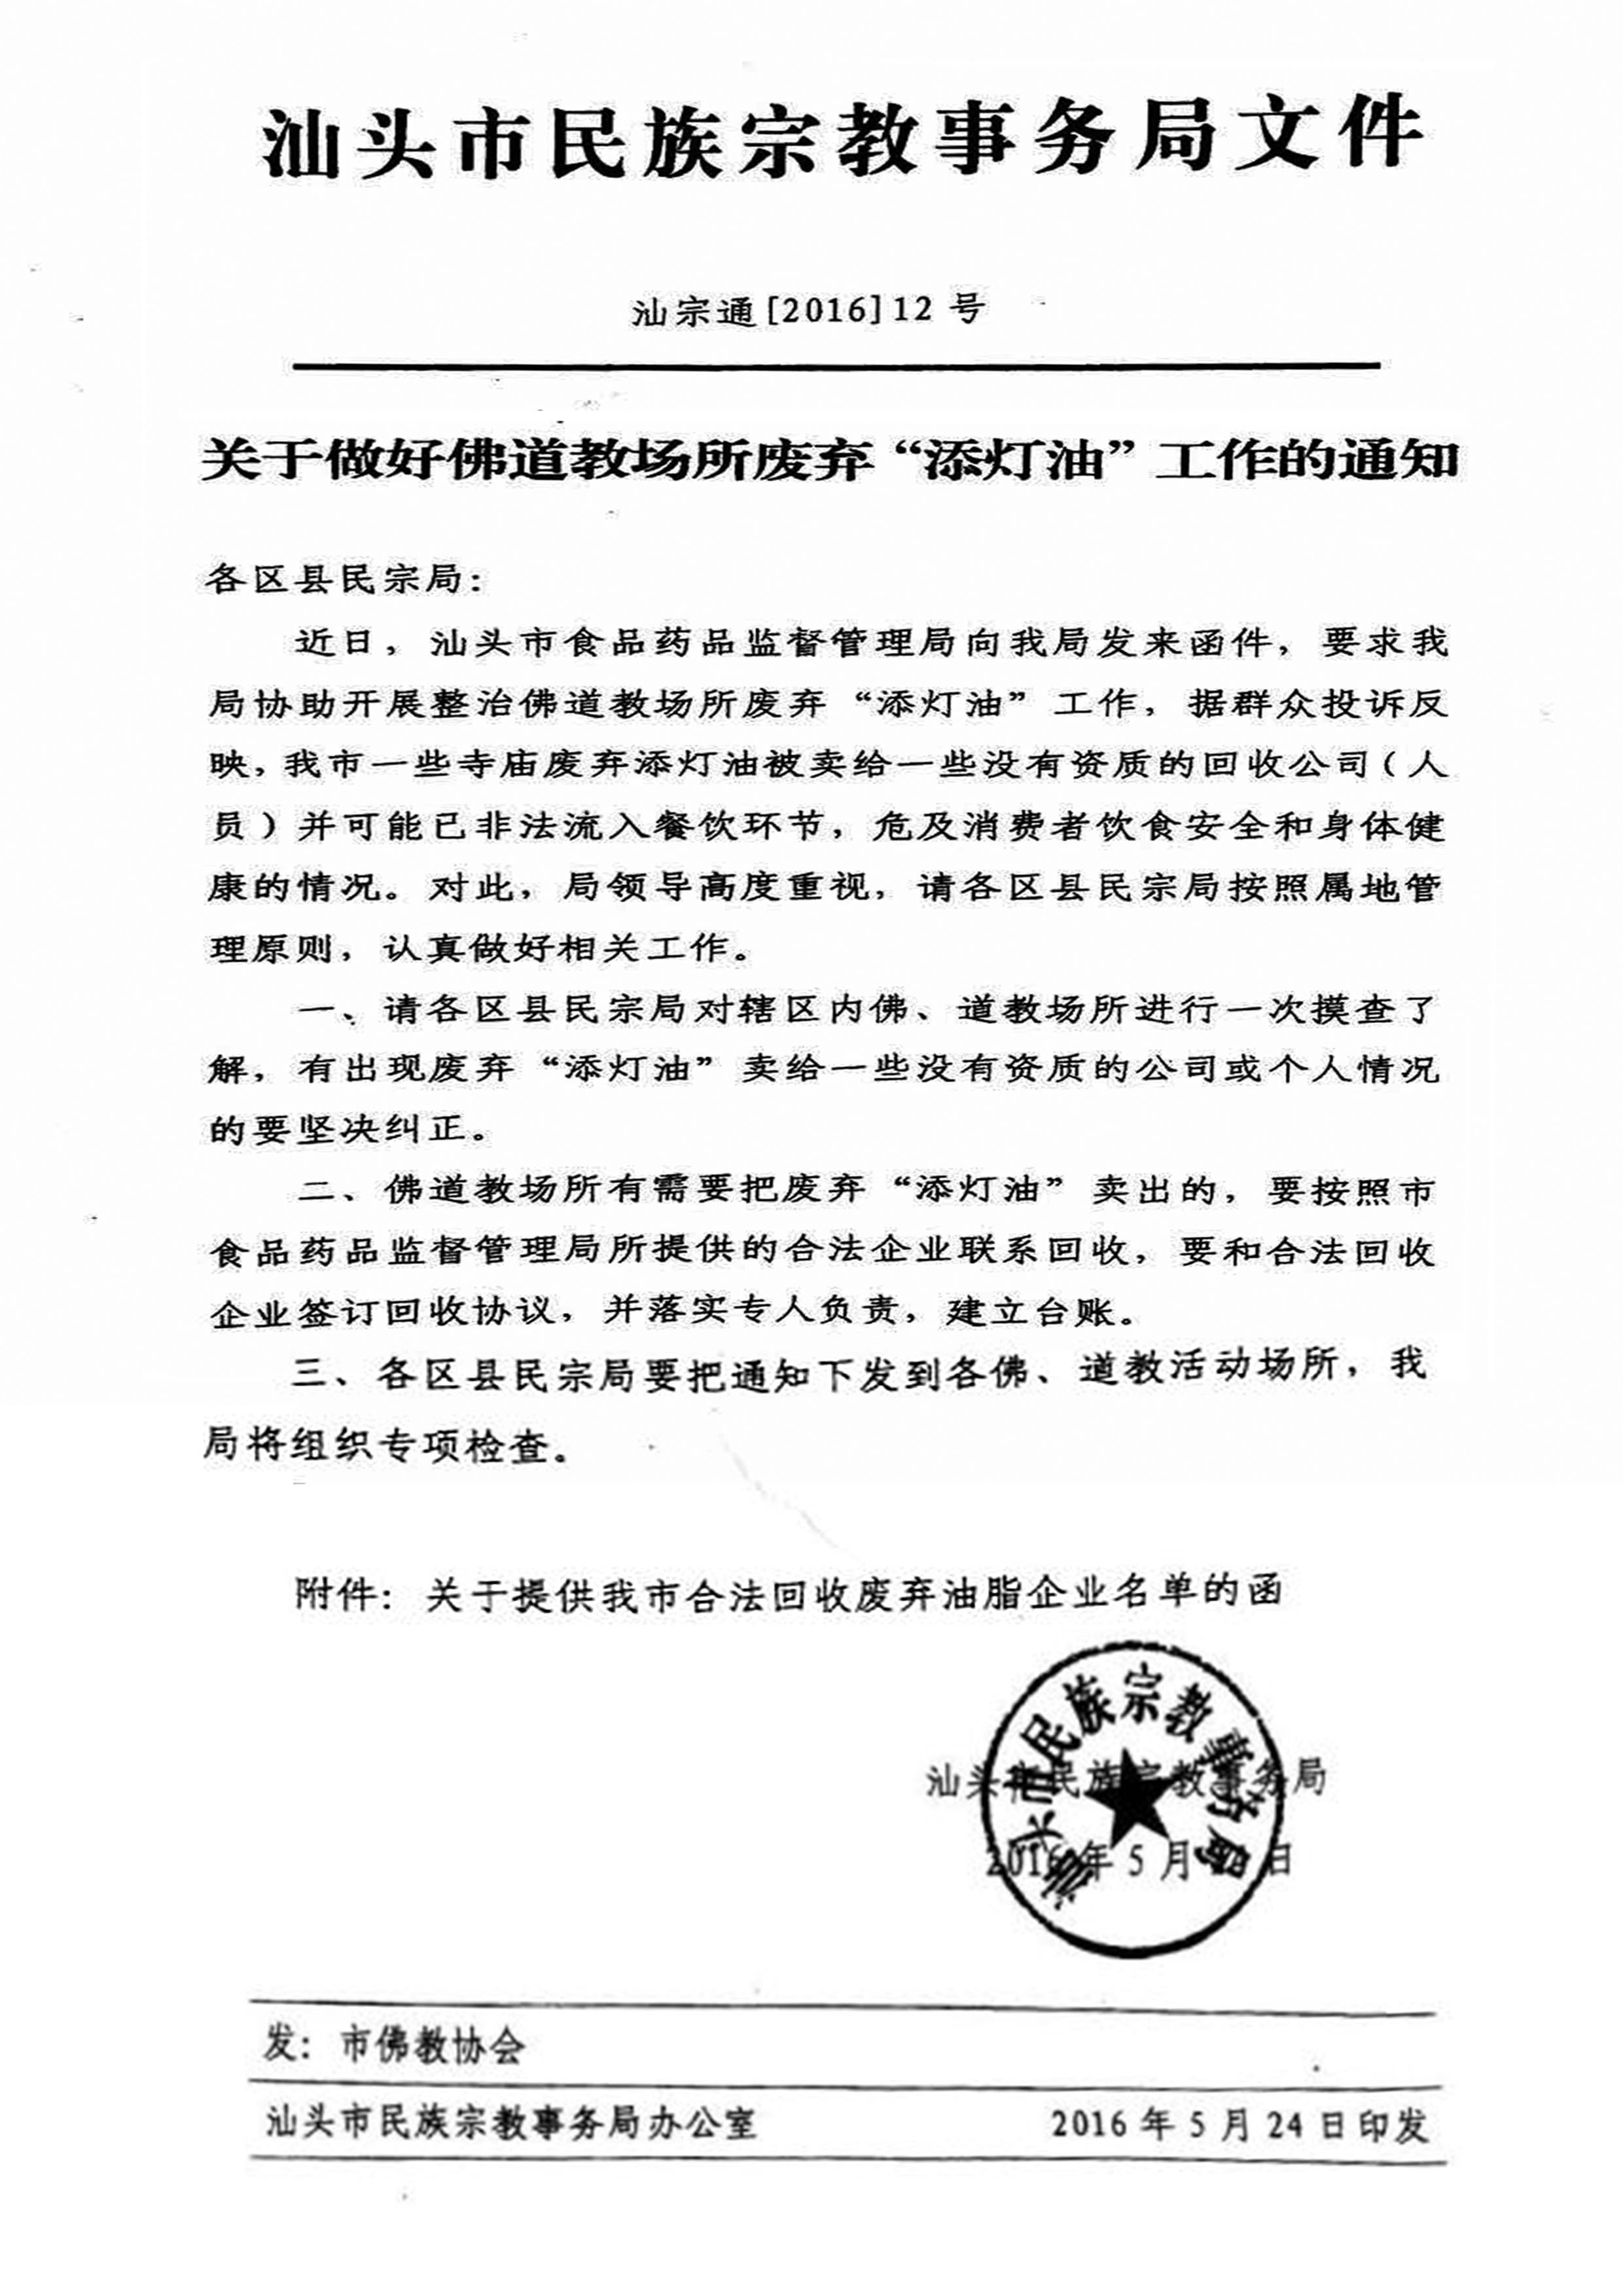 汕头市民族宗教事务局文件
汕宗通[2016]12 号
关于做好佛道教场所废弃“添灯油”工作的通知
各区县民宗局：
近日，汕头市食品药品监督管理局向我局发来函件，要求我
局协助开展整治佛道教场所废弃“添灯油”工作，据群众投诉反
映，我市一些寺庙废弃添灯油被卖给一些没有资质的回收公司（人
员）并可能已非法流入餐饮环节，危及消费者饮食安全和身体健
康的情况。对此，局领导高度重视，请各区县民宗局按照属地管
理原则，认真做好相关工作。
一、请各区县民宗局对辖区内佛、道教场所进行一次摸查了
解，有出现废弃“添灯油”卖给一些没有资质的公司或个人情况
的要坚决纠正。
二、佛道教场所有需要把废弃“添灯油”卖出的，要按照市
食品药品监督管理局所提供的合法企业联系回收，要和合法回收
企业签订回收协议，并落实专人负责，建立台账。
三、各区县民宗局要把通知下发到各佛、道教活动场所，我
局将组织专项检查。
附件：关于提供我市合法回收废弃油脂企业名单的函
汕头市民族宗教事务局
汕头市民族宗教事务局
2016 年 5 月 日
发：市佛教协会
汕头市民族宗教事务局办公室 2016 年 5 月 24 日印发